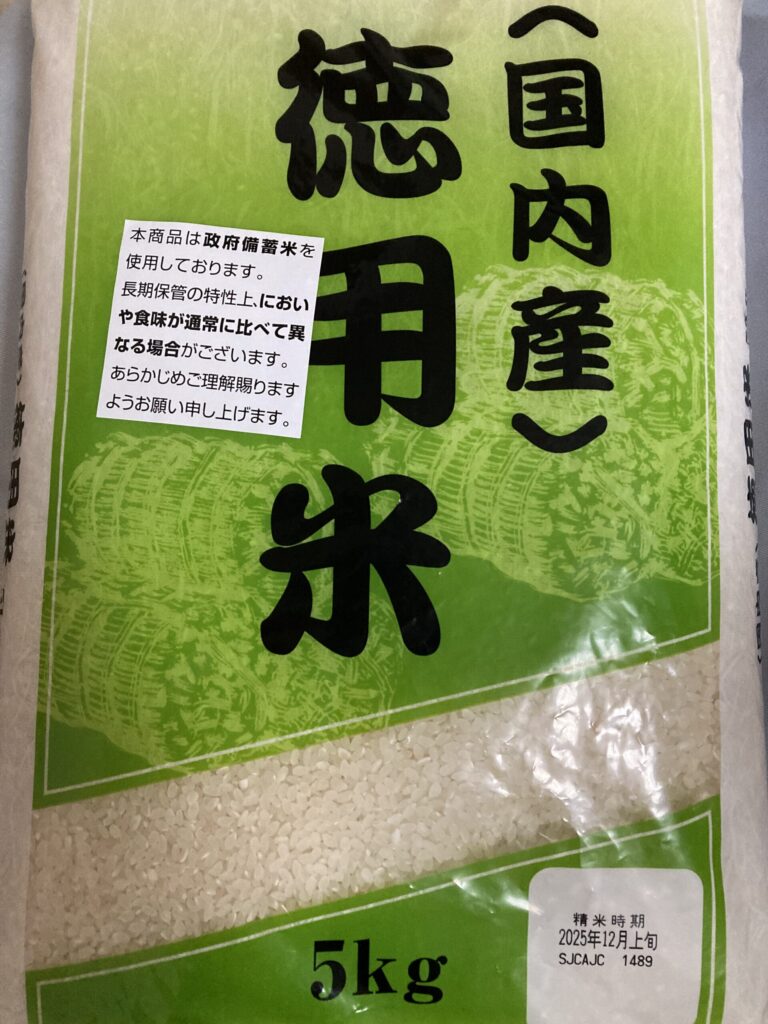 (国内産)
徳用米
本商品は政府備蓄米を
使用しております。
長期保管の特性上、におい
や食味が通常に比べて異
なる場合がございます。
あらかじめご理解賜ります
ようお願い申し上げます。
5kg
精米時期
2025年12月上旬
SJCAJC 1489